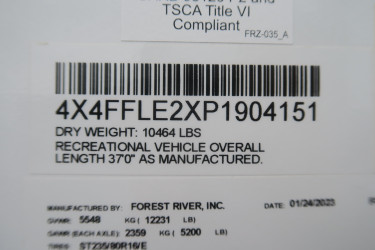 TSCA Title VI
Compliant
FRZ-035_A
4X4FFLE2XP1904151
DRY WEIGHT: 10464 LBS
RECREATIONAL VEHICLE OVERALL
LENGTH 37'0" AS MANUFACTURED.
MANUFACTURED BY: FOREST RIVER, INC. DATE: 01/24/2023
GVWR: 5548 KG ( 12231 LB)
GAWR (EACH AXLE): 2359 KG ( 5200 LB)
TIRES: ST235/80R16/E